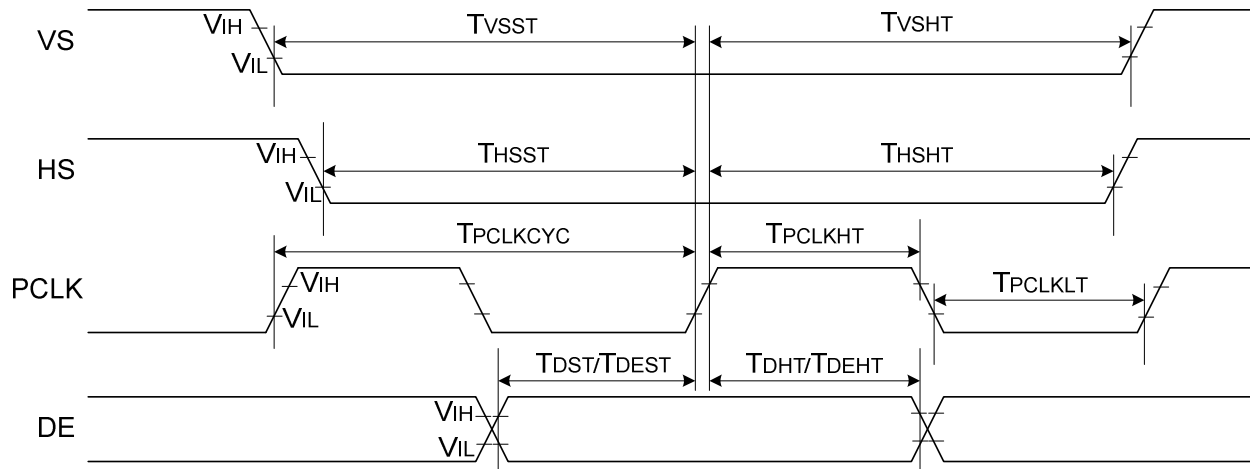 VS
VIH
VIL
TVSST
TVSHT
HS
VIH
VIL
THSST
THSHT
PCLK
VIH
VIL
TPCLKCYC
TPCLKHT
TPCLKLT
DE
VIH
VIL
TDST/TDEST
TDHT/TDEHT